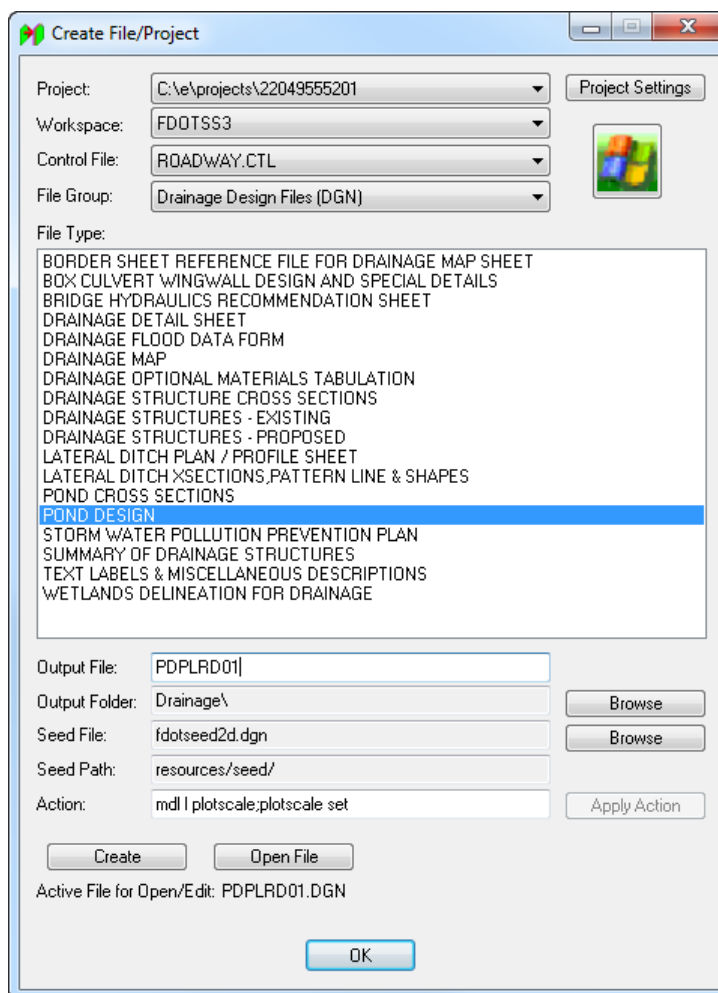 Create File/Project
Project: C:\e\projects\22049555201 Project Settings
Workspace: FDOTSS3
Control File: ROADWAY.CTL
File Group: Drainage Design Files (DGN)
File Type:
BORDER SHEET REFERENCE FILE FOR DRAINAGE MAP SHEET
BOX CULVERT WINGWALL DESIGN AND SPECIAL DETAILS
BRIDGE HYDRAULICS RECOMMENDATION SHEET
DRAINAGE DETAIL SHEET
DRAINAGE FLOOD DATA FORM
DRAINAGE MAP
DRAINAGE OPTIONAL MATERIALS TABULATION
DRAINAGE STRUCTURE CROSS SECTIONS
DRAINAGE STRUCTURES - EXISTING
DRAINAGE STRUCTURES - PROPOSED
LATERAL DITCH PLAN / PROFILE SHEET
LATERAL DITCH XSECTIONS,PATTERN LINE & SHAPES
POND CROSS SECTIONS
POND DESIGN
STORM WATER POLLUTION PREVENTION PLAN
SUMMARY OF DRAINAGE STRUCTURES
TEXT LABELS & MISCELLANEOUS DESCRIPTIONS
WETLANDS DELINEATION FOR DRAINAGE
Output File: PDPLRD01
Output Folder: Drainage\ Browse
Seed File: fdotseed2d.dgn Browse
Seed Path: resources/seed/
Action: mdl l plotscale;plotscale set Apply Action
Create Open File
Active File for Open/Edit: PDPLRD01.DGN
OK